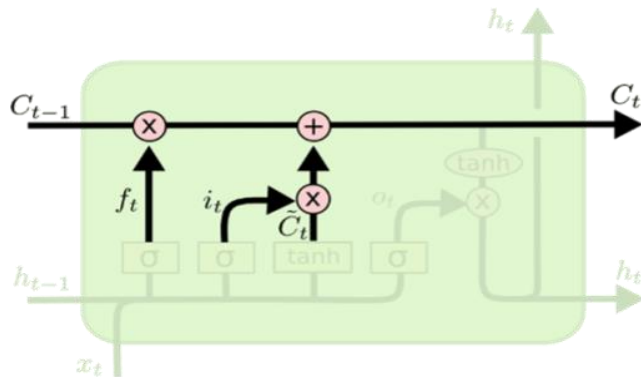 h_t
C_{t-1} × + C_t
tanh
f_t i_t × o_t ×
C̃_t
σ σ tanh σ
h_{t-1} h_t
x_t